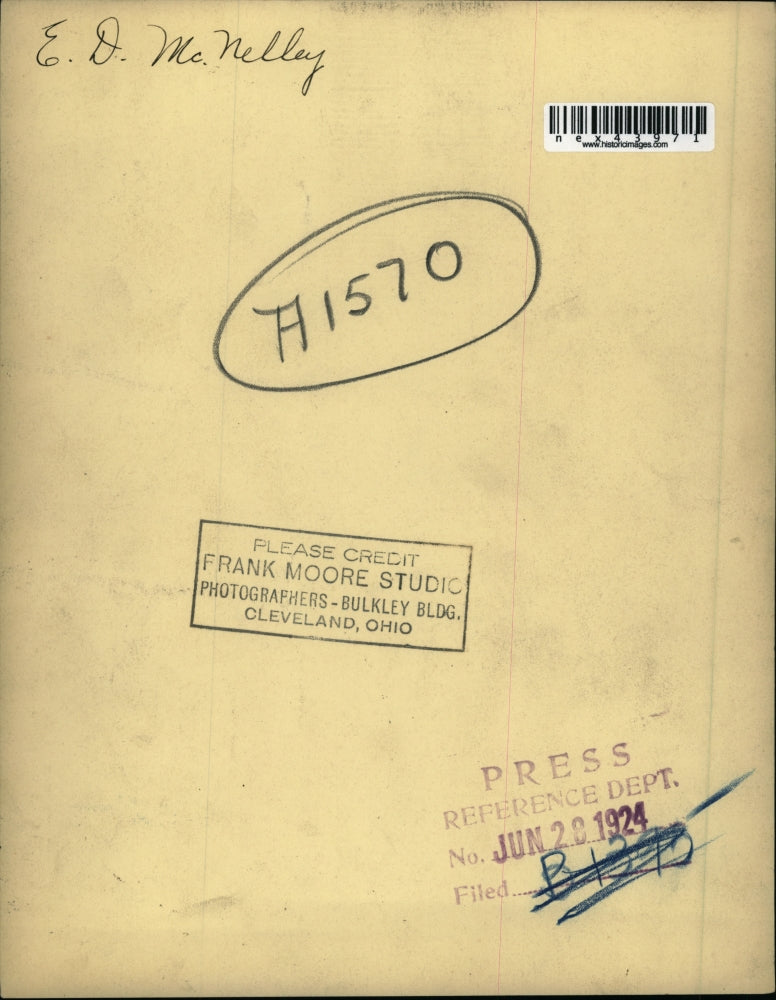 E. D. McNelley
nex43971
www.historicimages.com
A1570
PLEASE CREDIT
FRANK MOORE STUDIO
PHOTOGRAPHERS - BULKLEY BLDG.
CLEVELAND, OHIO
PRESS
REFERENCE DEPT.
No. JUN 28 1924
Filed